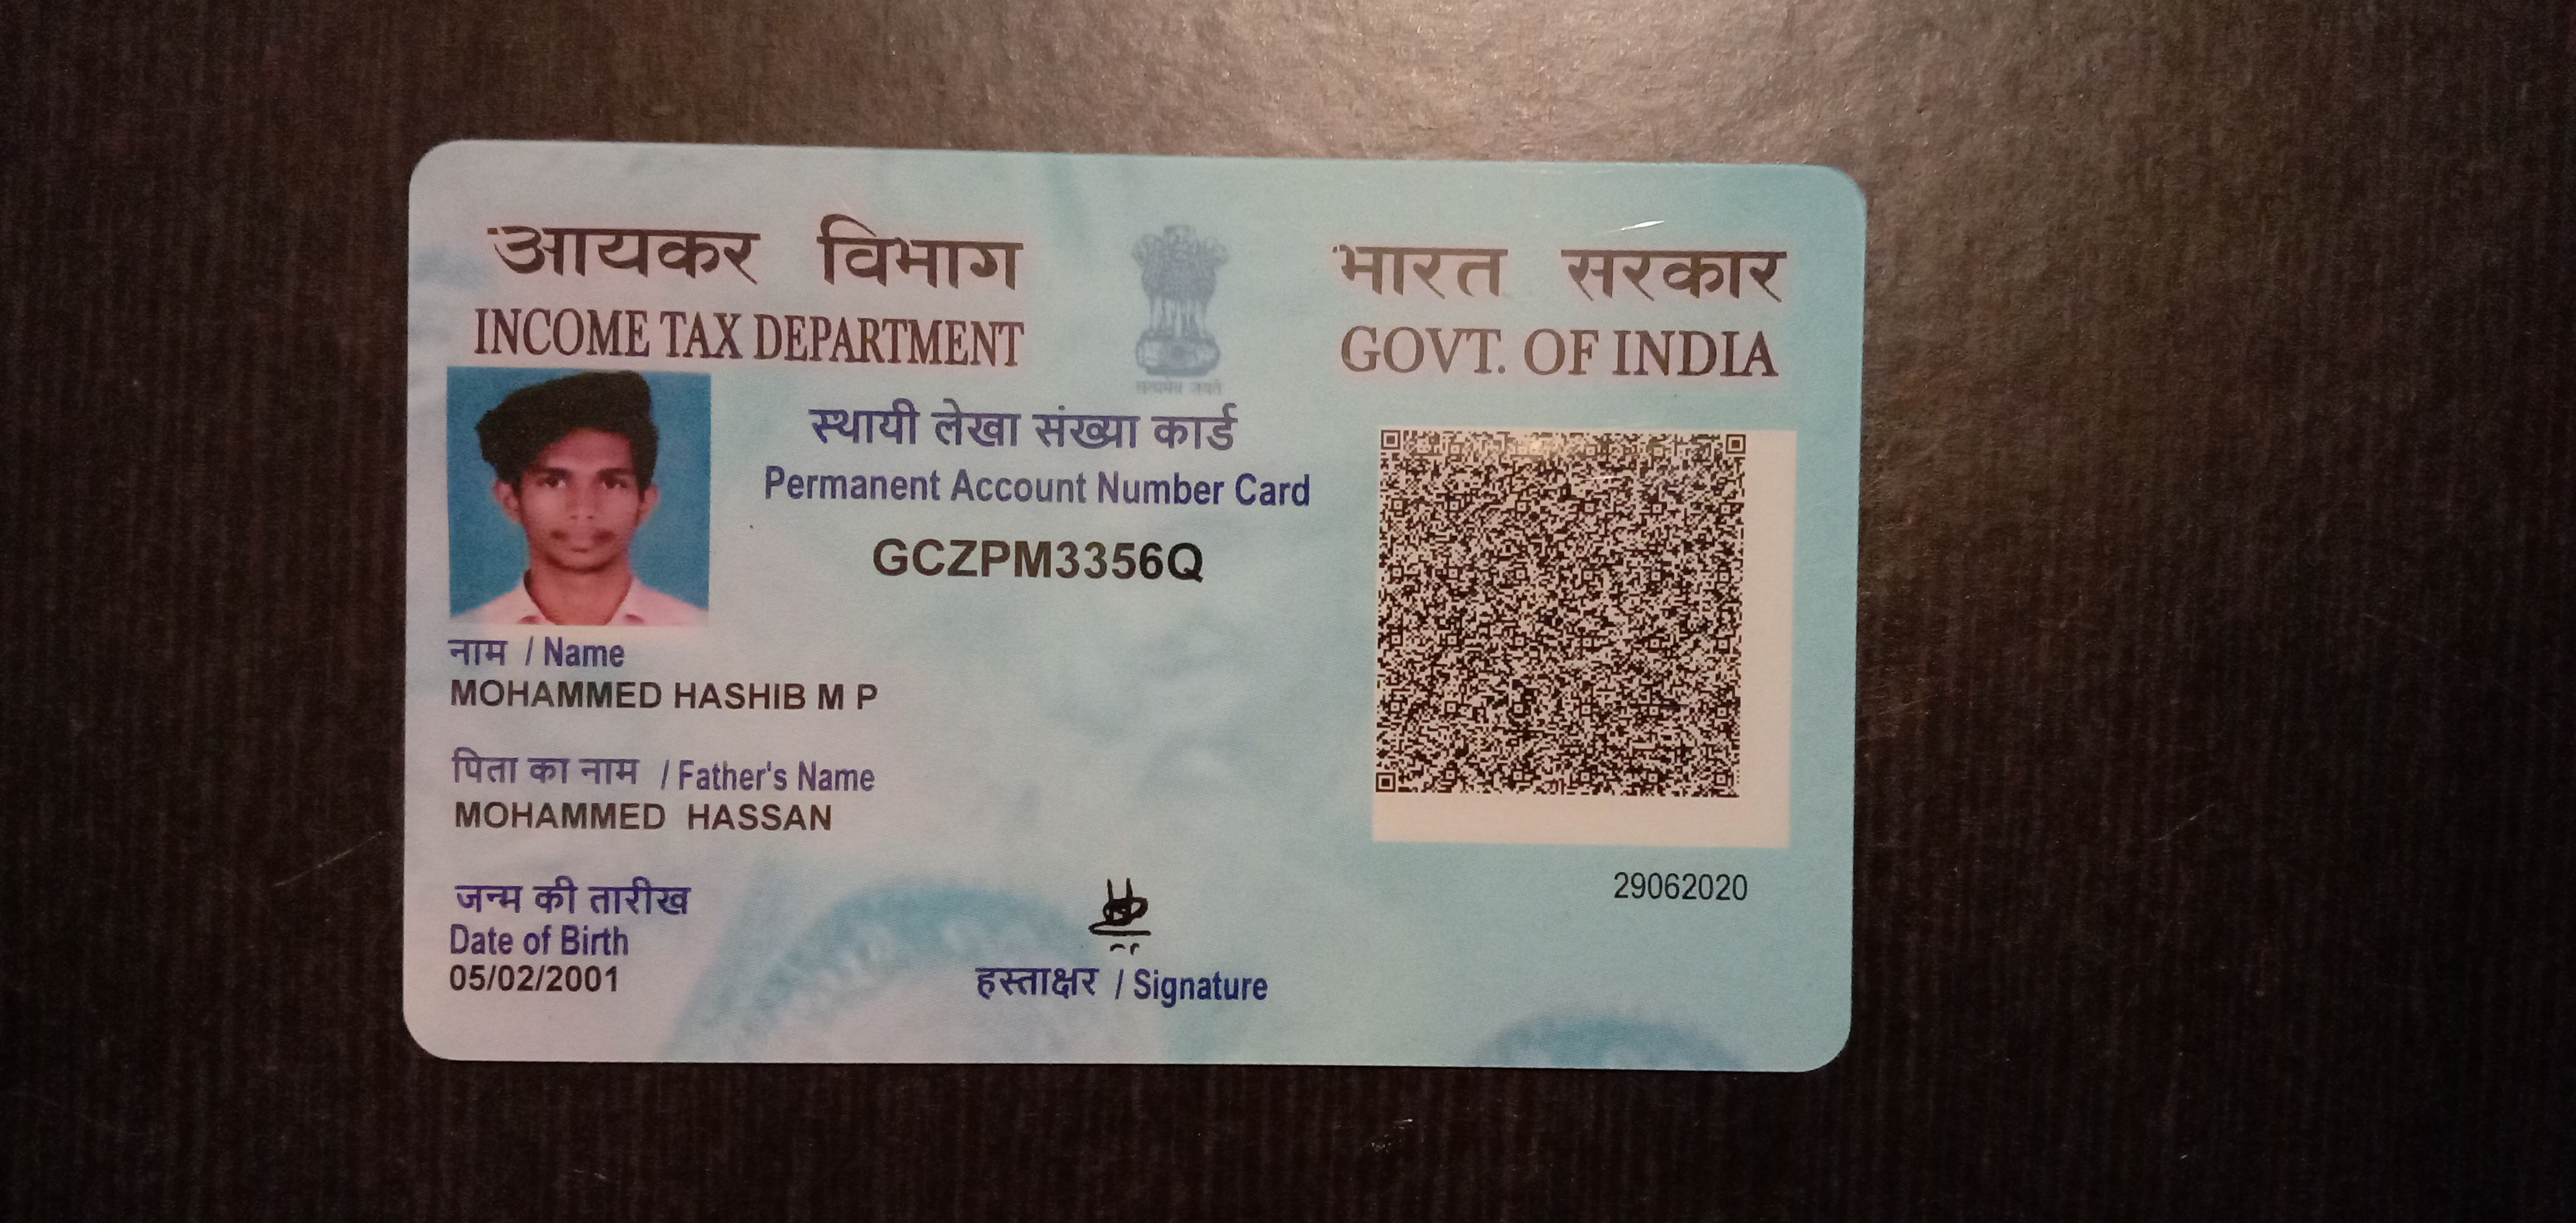 आयकर विभाग
INCOME TAX DEPARTMENT
सत्यमेव जयते
भारत सरकार
GOVT. OF INDIA
स्थायी लेखा संख्या कार्ड
Permanent Account Number Card
GCZPM3356Q
नाम / Name
MOHAMMED HASHIB M P
पिता का नाम / Father's Name
MOHAMMED HASSAN
जन्म की तारीख
Date of Birth
05/02/2001
हस्ताक्षर / Signature
29062020